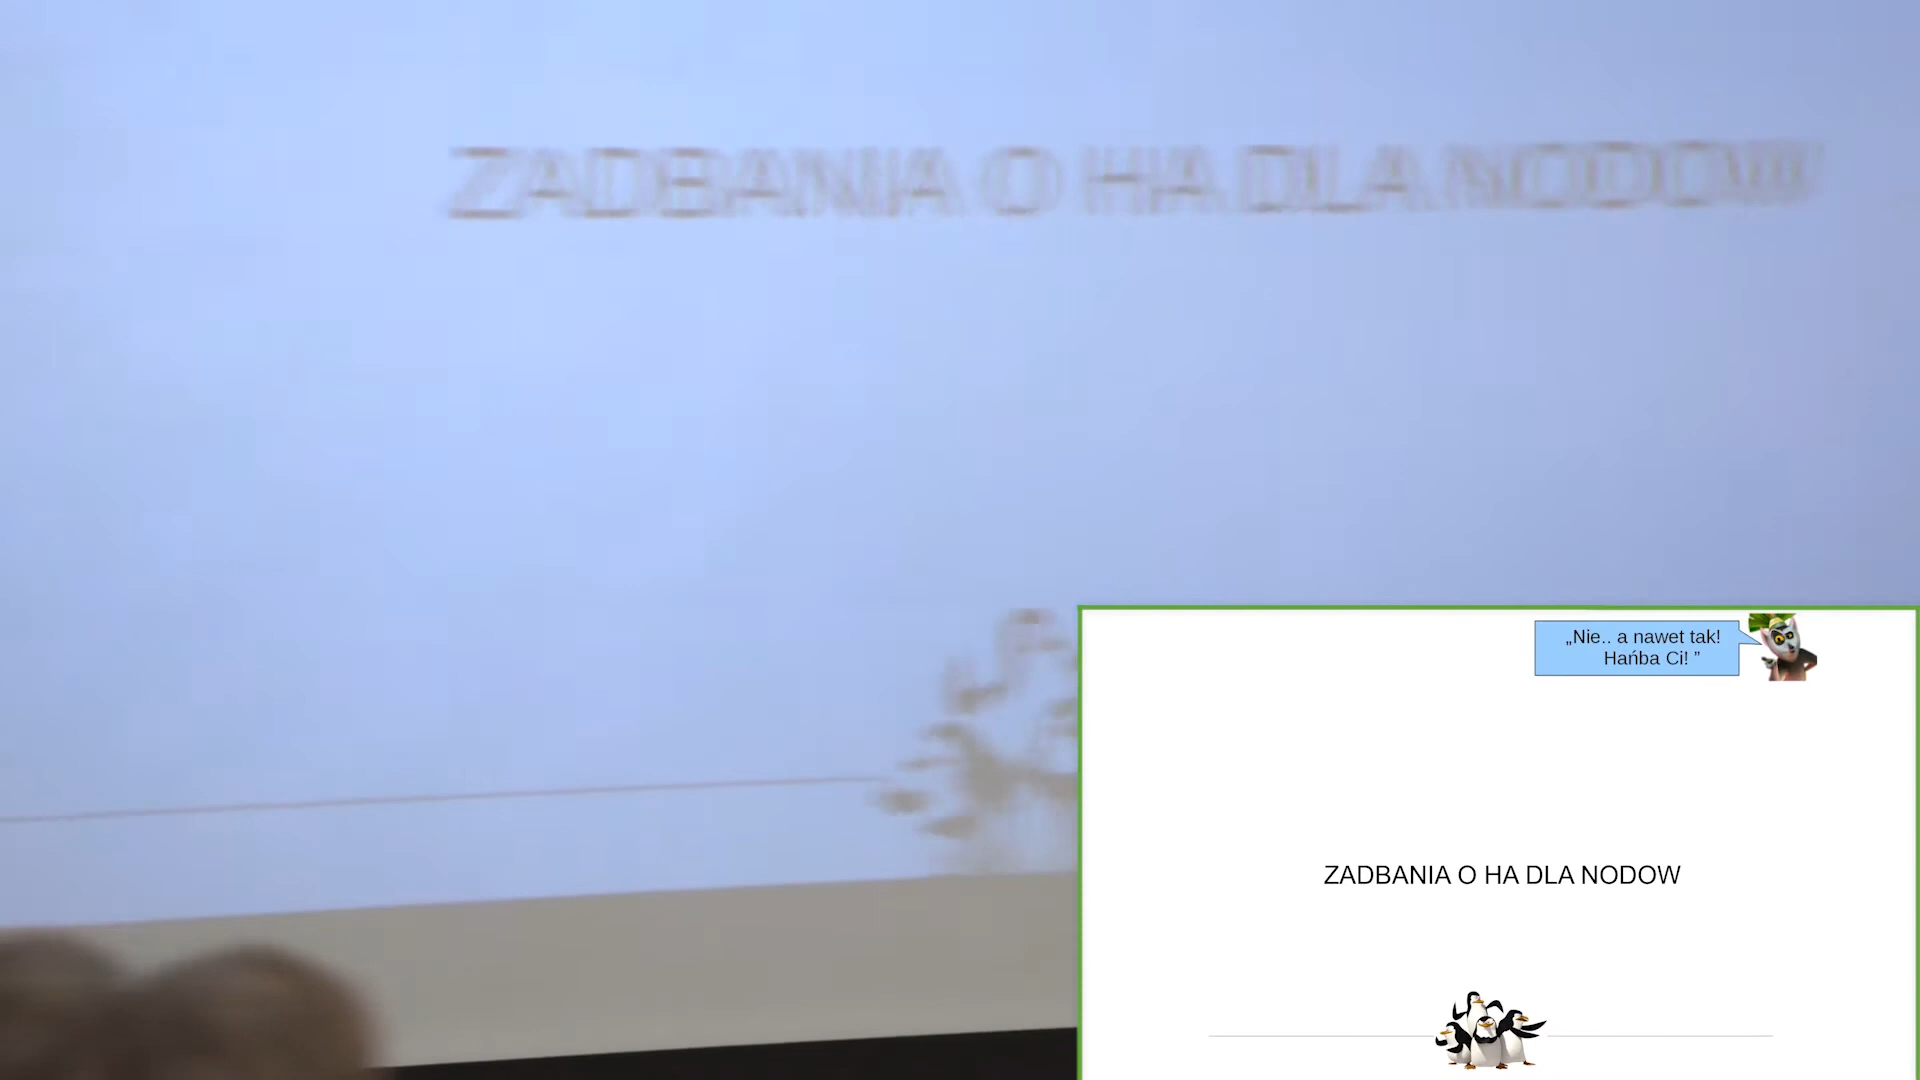 ZADBANIA O HA DLA NODOW
„Nie.. a nawet tak!
Hańba Ci! ”
ZADBANIA O HA DLA NODOW